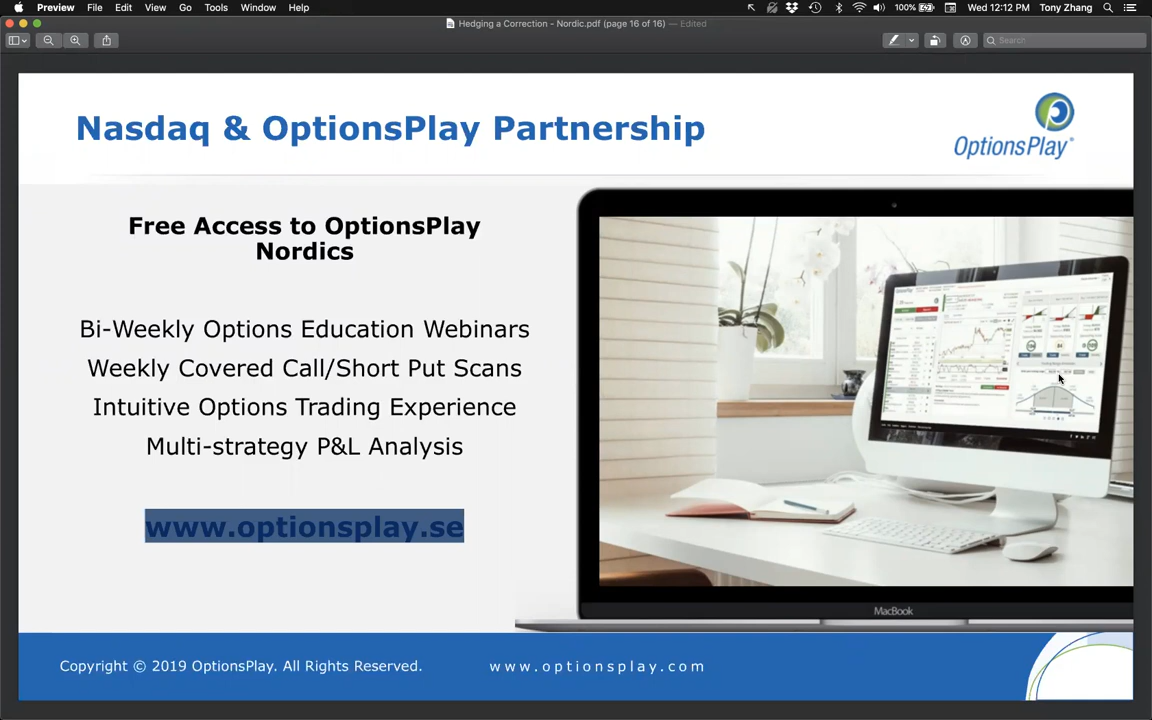 Preview File Edit View Go Tools Window Help 100% Wed 12:12 PM Tony Zhang
Hedging a Correction - Nordic.pdf (page 16 of 16) — Edited
Search
Nasdaq & OptionsPlay Partnership
OptionsPlay
Free Access to OptionsPlay
Nordics
Bi-Weekly Options Education Webinars
Weekly Covered Call/Short Put Scans
Intuitive Options Trading Experience
Multi-strategy P&L Analysis
www.optionsplay.se
MacBook
Copyright © 2019 OptionsPlay. All Rights Reserved. www.optionsplay.com